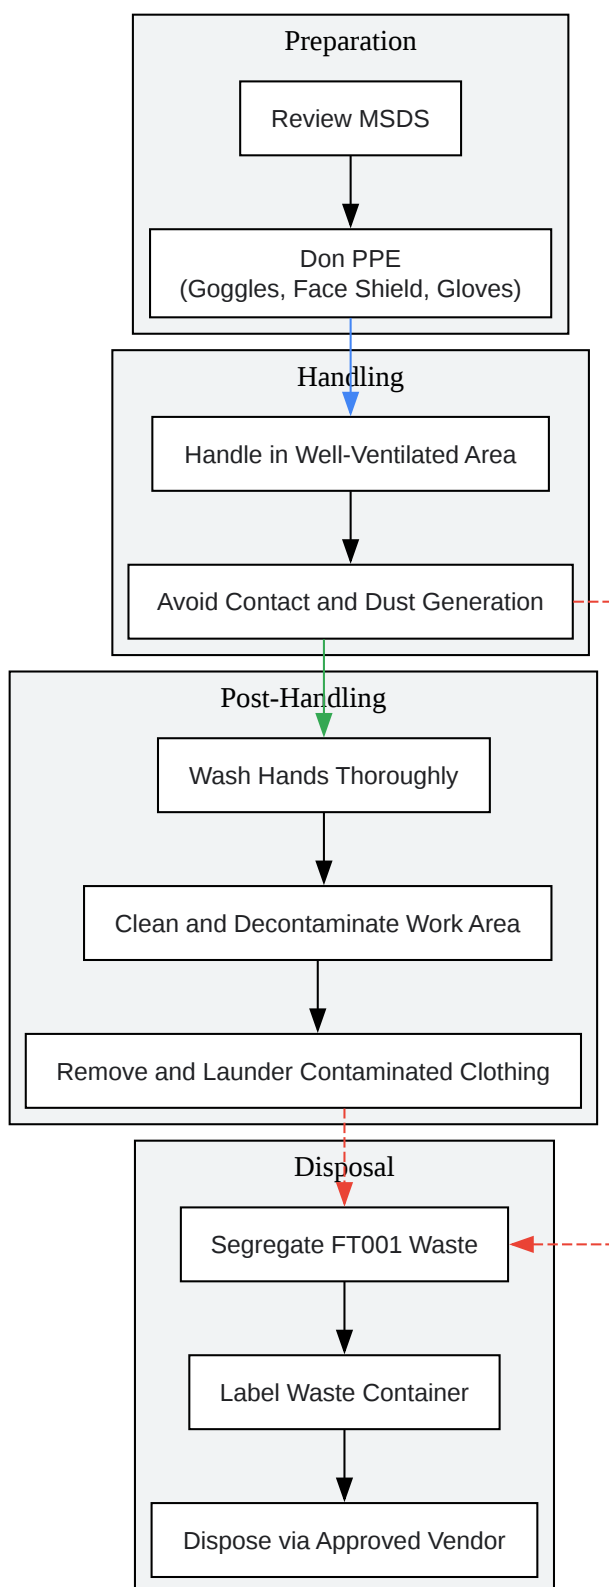 Preparation
Review MSDS
Don PPE
(Goggles, Face Shield, Gloves)
Handling
Handle in Well-Ventilated Area
Avoid Contact and Dust Generation
Post-Handling
Wash Hands Thoroughly
Clean and Decontaminate Work Area
Remove and Launder Contaminated Clothing
Disposal
Segregate FT001 Waste
Label Waste Container
Dispose via Approved Vendor